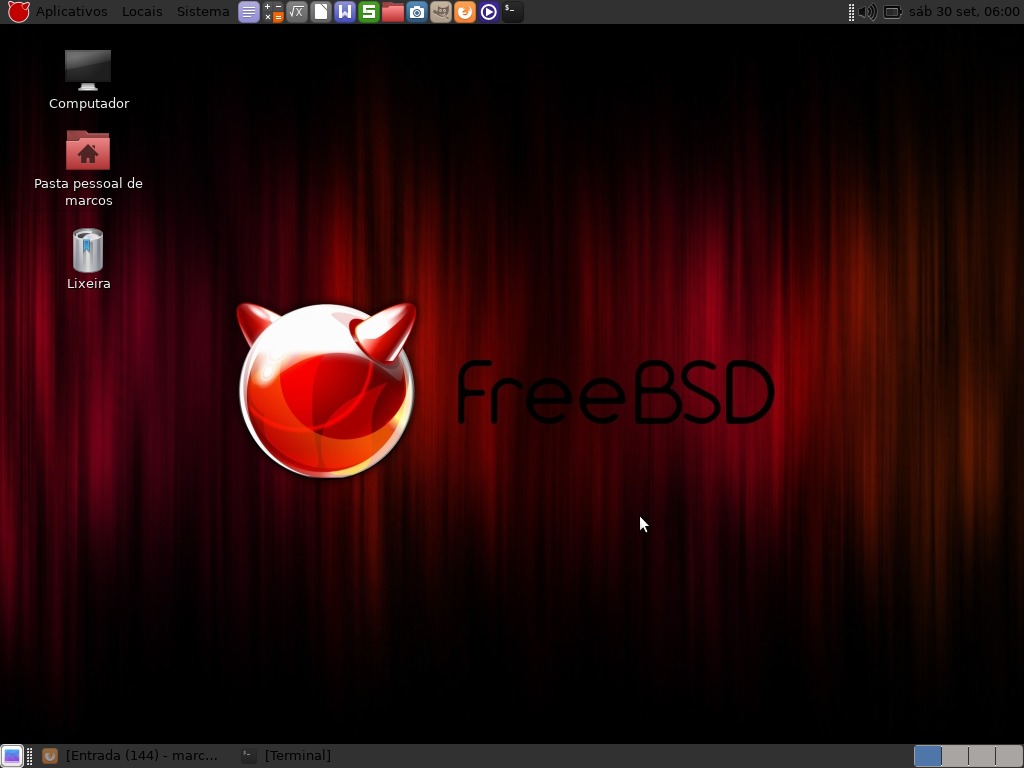 Aplicativos Locais Sistema sáb 30 set, 06:00
Computador
Pasta pessoal de
marcos
Lixeira
FreeBSD
[Entrada (144) - marc... [Terminal]